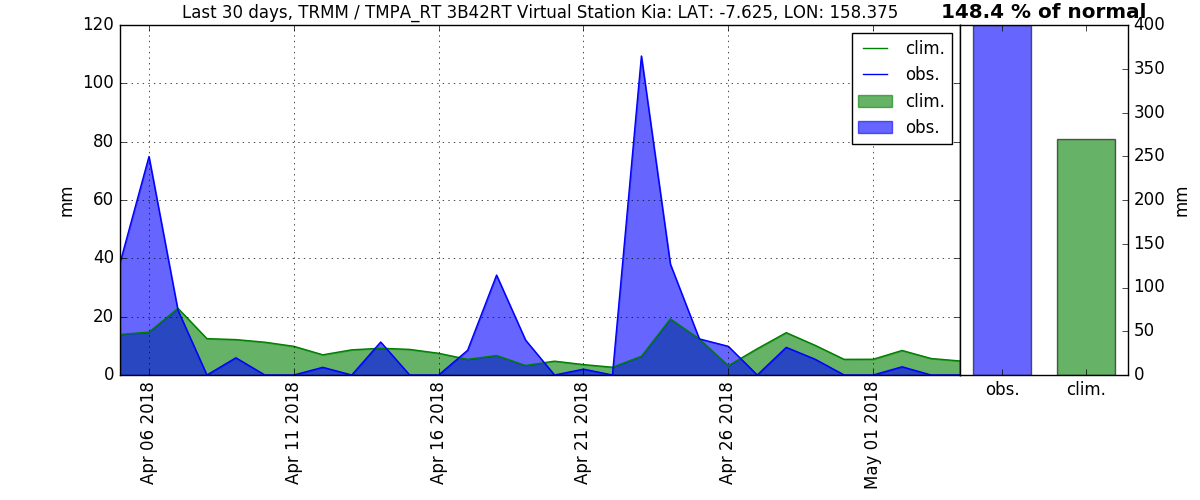 Last 30 days, TRMM / TMPA_RT 3B42RT Virtual Station Kia: LAT: -7.625, LON: 158.375
148.4 % of normal
120
100
80
60
40
20
0
mm
clim.
obs.
clim.
obs.
400
350
300
250
200
150
100
50
0
mm
obs.
clim.
Apr 06 2018
Apr 11 2018
Apr 16 2018
Apr 21 2018
Apr 26 2018
May 01 2018